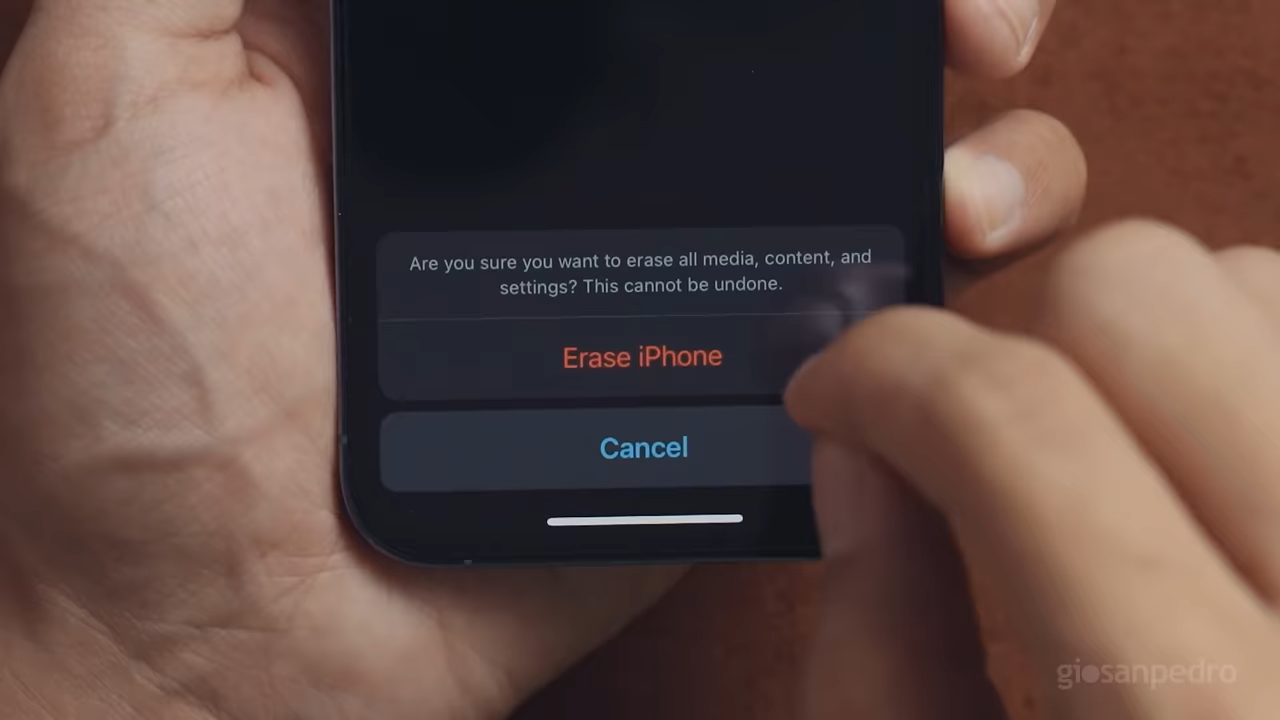 Are you sure you want to erase all media, content, and
settings? This cannot be undone.
Erase iPhone
Cancel
giosanpedro